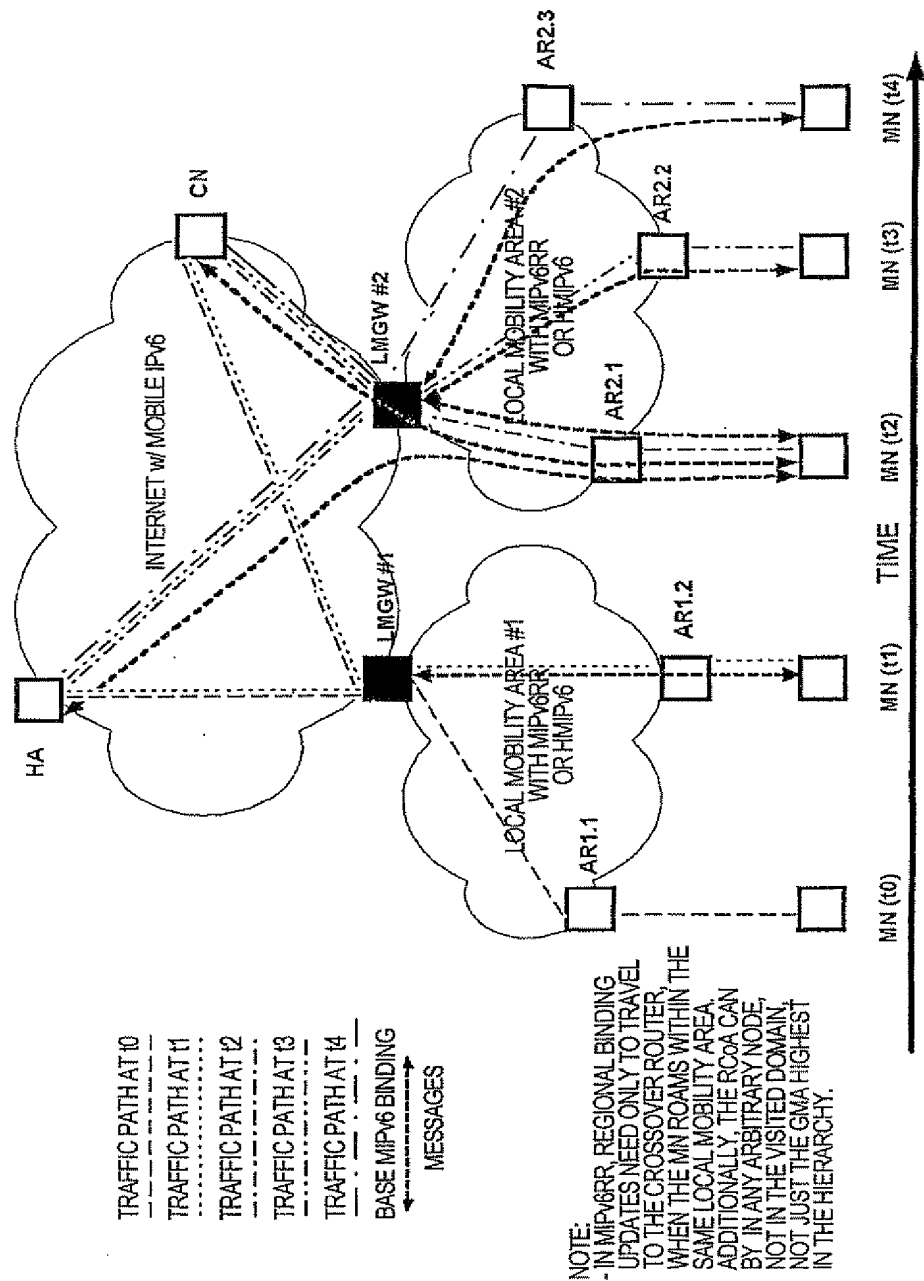 TRAFFIC PATH AT t0
TRAFFIC PATH AT t1
TRAFFIC PATH AT t2
TRAFFIC PATH AT t3
TRAFFIC PATH AT t4
BASE MIPv6 BINDING
MESSAGES
HA
INTERNET w/ MOBILE IPv6
CN
LMGW #1
LMGW #2
LOCAL MOBILITY AREA #1
WITH MIPv6RR
OR HMIPv6
LOCAL MOBILITY AREA #2
WITH LMIPv6RR
OR HMIPv6
AR1.1
AR1.2
AR2.1
AR2.2
AR2.3
MN (t0)
MN (t1)
MN (t2)
MN (t3)
MN (t4)
TIME
NOTE:
- IN MIPv6RR, REGIONAL BINDING
UPDATES NEED ONLY TO TRAVEL
TO THE CROSSOVER ROUTER,
WHEN THE MN ROAMS WITHIN THE
SAME LOCAL MOBILITY AREA.
ADDITIONALLY, THE RCoA CAN
BY IN ANY ARBITRARY NODE,
NOT IN THE VISITED DOMAIN,
NOT JUST THE GMA HIGHEST
IN THE HIERARCHY.